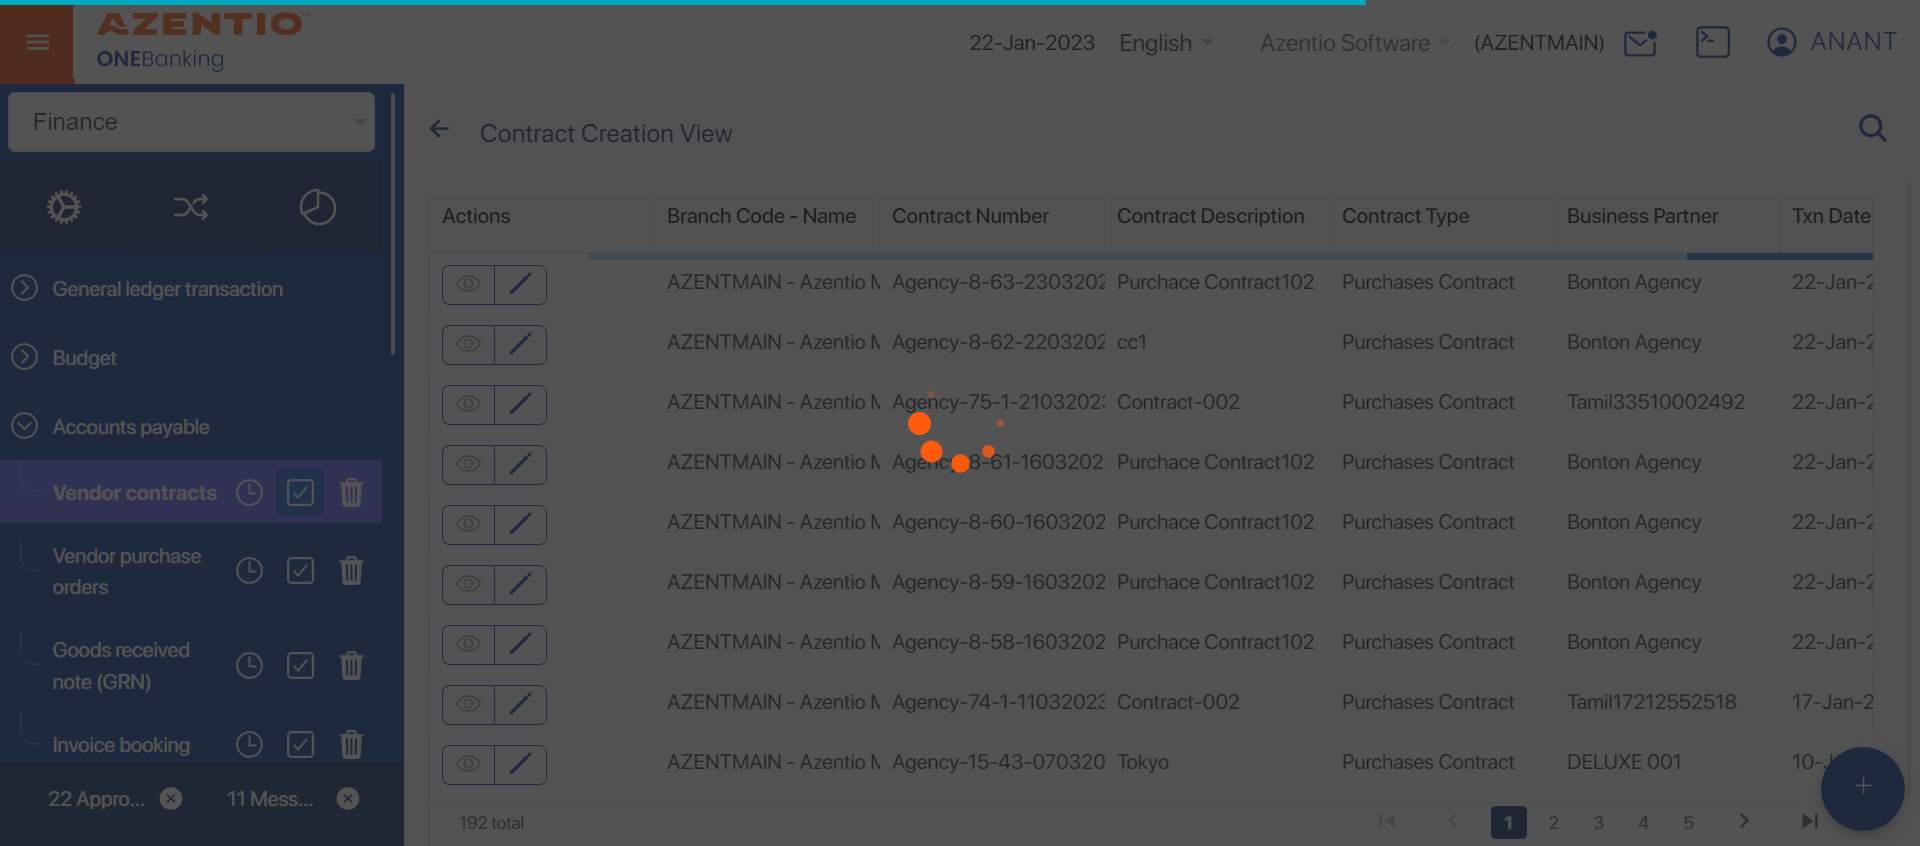 AZENTIO
ONEBanking
22-Jan-2023 English Azentio Software (AZENTMAIN) ANANT
Finance
Contract Creation View
General ledger transaction
Budget
Accounts payable
Vendor contracts
Vendor purchase
orders
Goods received
note (GRN)
Invoice booking
22 Appro... 11 Mess...
Actions Branch Code - Name Contract Number Contract Description Contract Type Business Partner Txn Date
AZENTMAIN - Azentio M Agency-8-63-2303202 Purchace Contract102 Purchases Contract Bonton Agency 22-Jan-2
AZENTMAIN - Azentio M Agency-8-62-2203202 cc1 Purchases Contract Bonton Agency 22-Jan-2
AZENTMAIN - Azentio M Agency-75-1-21032023 Contract-002 Purchases Contract Tamil33510002492 22-Jan-2
AZENTMAIN - Azentio M Agency-8-61-1603202 Purchace Contract102 Purchases Contract Bonton Agency 22-Jan-2
AZENTMAIN - Azentio M Agency-8-60-1603202 Purchace Contract102 Purchases Contract Bonton Agency 22-Jan-2
AZENTMAIN - Azentio M Agency-8-59-1603202 Purchace Contract102 Purchases Contract Bonton Agency 22-Jan-2
AZENTMAIN - Azentio M Agency-8-58-1603202 Purchace Contract102 Purchases Contract Bonton Agency 22-Jan-2
AZENTMAIN - Azentio M Agency-74-1-11032023 Contract-002 Purchases Contract Tamil17212552518 17-Jan-2
AZENTMAIN - Azentio M Agency-15-43-070320 Tokyo Purchases Contract DELUXE 001 10-J
192 total 1 2 3 4 5